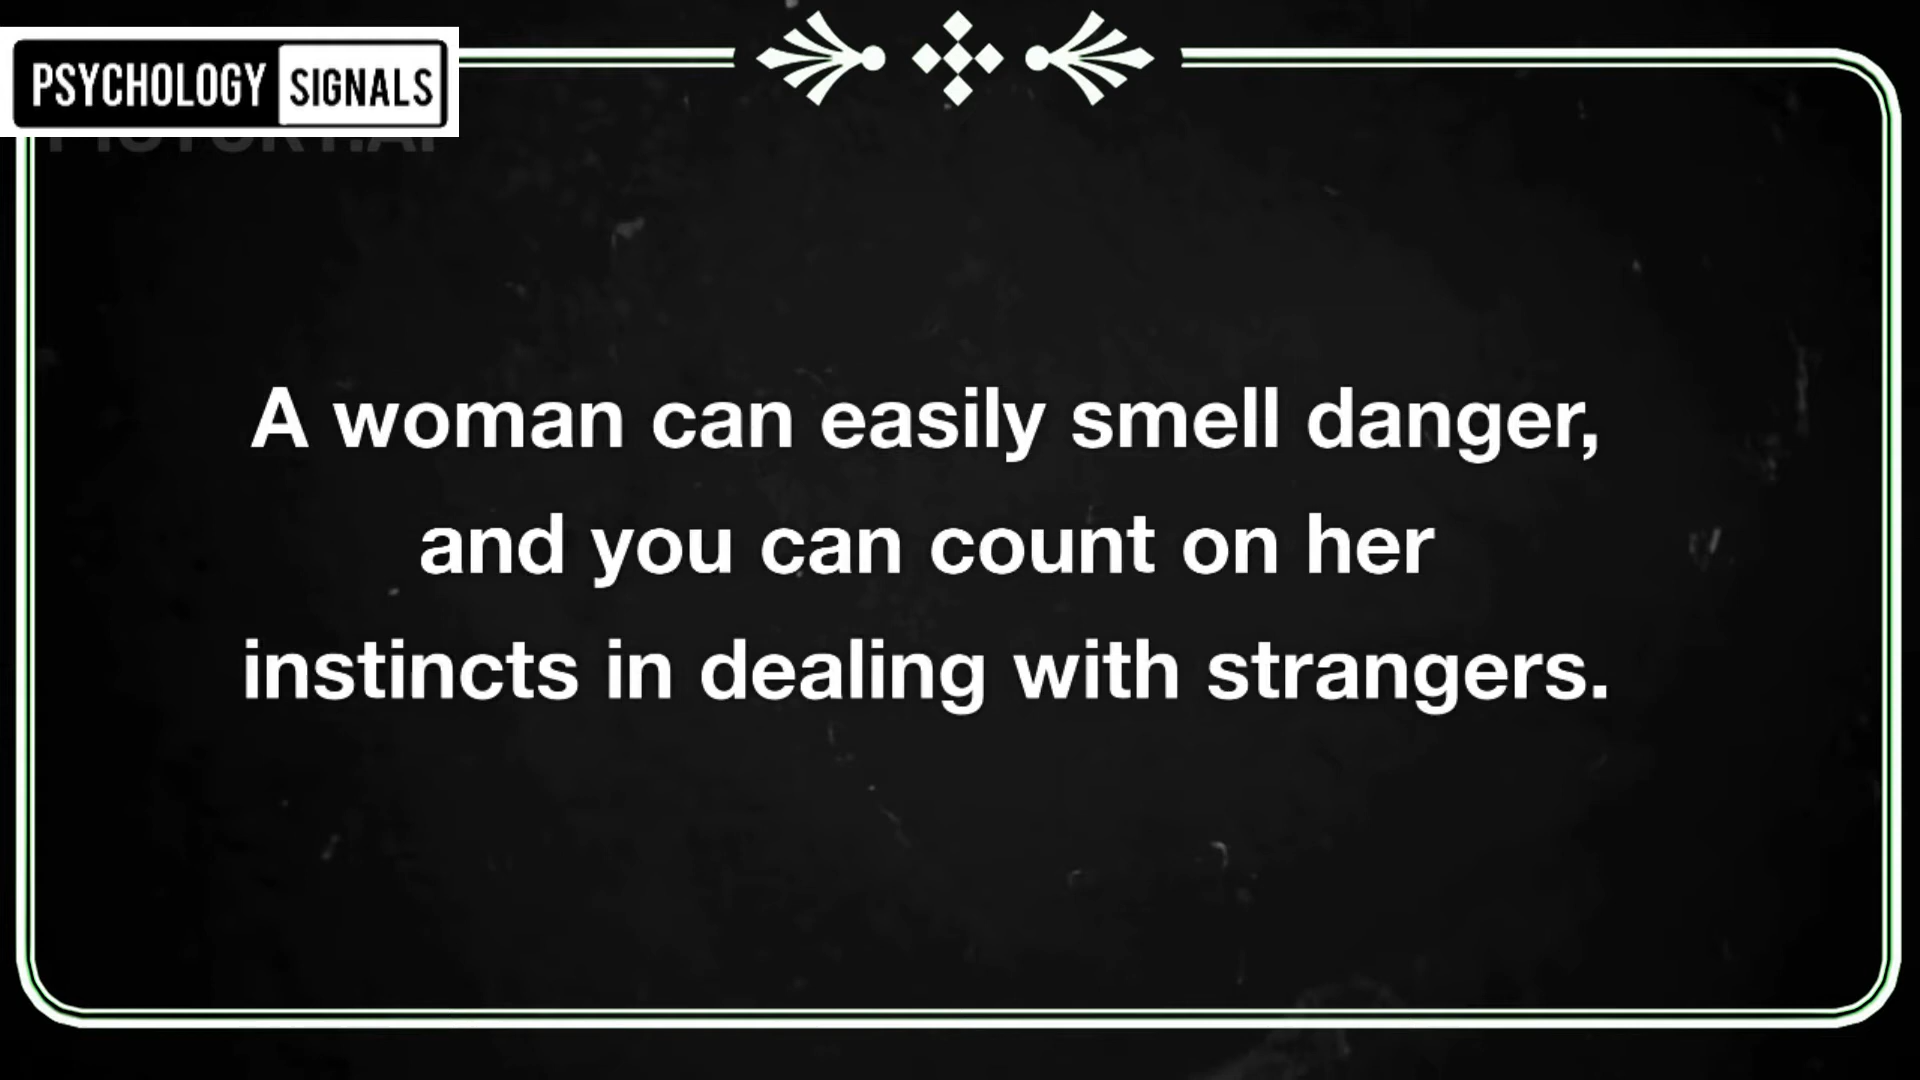 PSYCHOLOGY SIGNALS
A woman can easily smell danger,
and you can count on her
instincts in dealing with strangers.